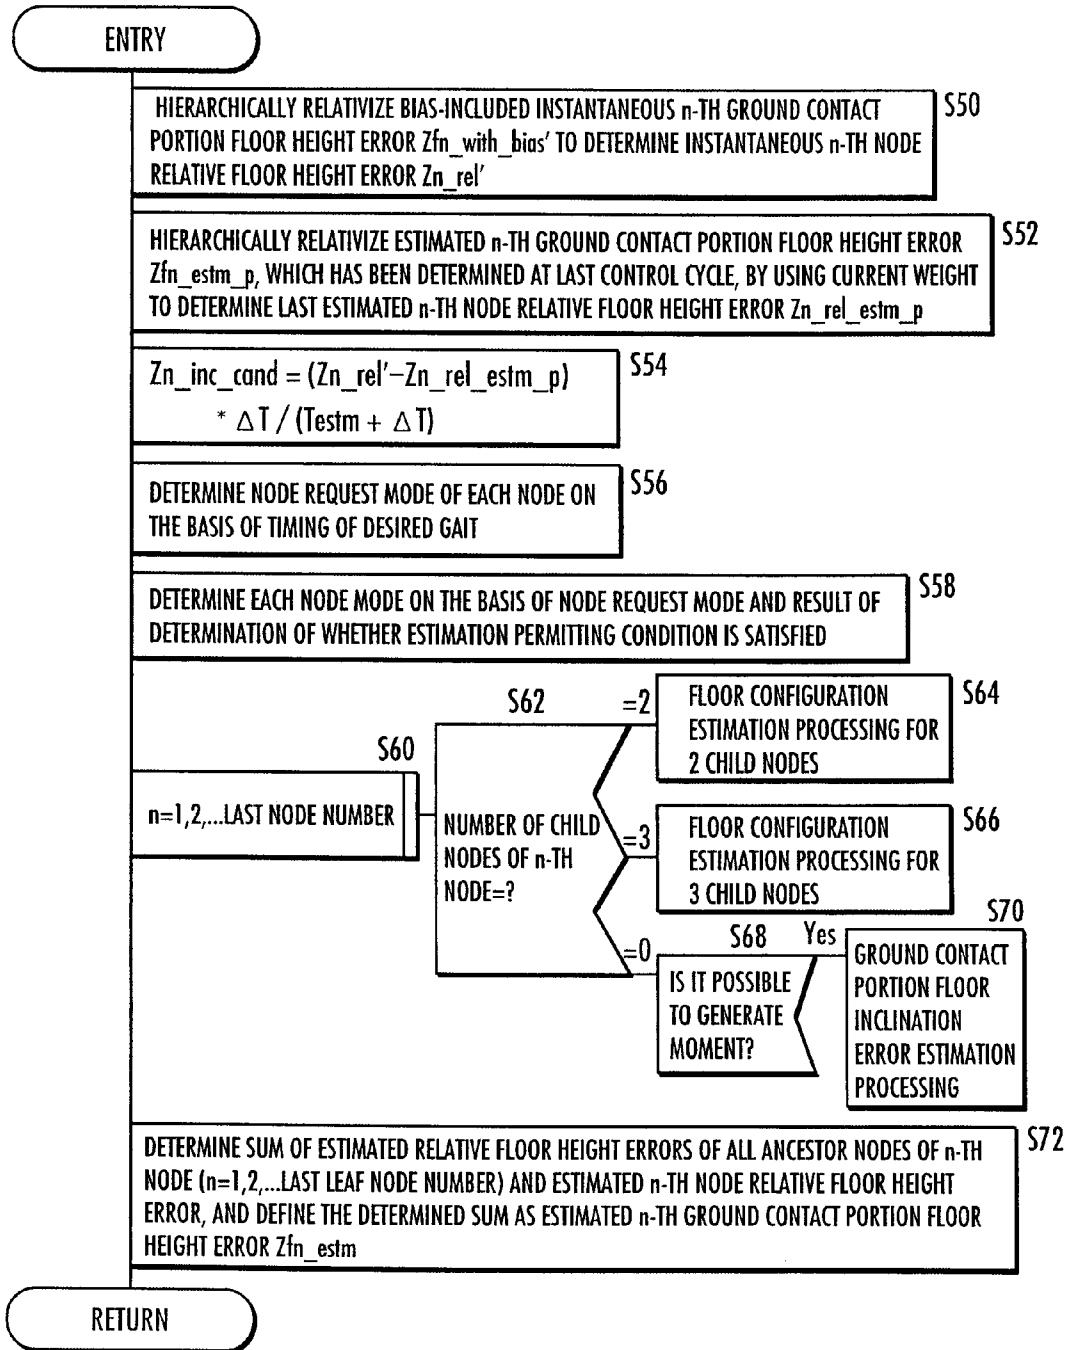 ENTRY
HIERARCHICALLY RELATIVIZE BIAS-INCLUDED INSTANTANEOUS n-TH GROUND CONTACT
PORTION FLOOR HEIGHT ERROR Zfn_with_bias' TO DETERMINE INSTANTANEOUS n-TH NODE
RELATIVE FLOOR HEIGHT ERROR Zn_rel'
S50
HIERARCHICALLY RELATIVIZE ESTIMATED n-TH GROUND CONTACT PORTION FLOOR HEIGHT ERROR
Zfn_estm_p, WHICH HAS BEEN DETERMINED AT LAST CONTROL CYCLE, BY USING CURRENT WEIGHT
TO DETERMINE LAST ESTIMATED n-TH NODE RELATIVE FLOOR HEIGHT ERROR Zn_rel_estm_p
S52
Zn_inc_cand = (Zn_rel'−Zn_rel_estm_p)
* ΔT / (Testm + ΔT)
S54
DETERMINE NODE REQUEST MODE OF EACH NODE ON
THE BASIS OF TIMING OF DESIRED GAIT
S56
DETERMINE EACH NODE MODE ON THE BASIS OF NODE REQUEST MODE AND RESULT OF
DETERMINATION OF WHETHER ESTIMATION PERMITTING CONDITION IS SATISFIED
S58
S60
n=1,2,...LAST NODE NUMBER
S62
NUMBER OF CHILD
NODES OF n-TH
NODE=?
=2
FLOOR CONFIGURATION
ESTIMATION PROCESSING FOR
2 CHILD NODES
S64
=3
FLOOR CONFIGURATION
ESTIMATION PROCESSING FOR
3 CHILD NODES
S66
=0
S68
IS IT POSSIBLE
TO GENERATE
MOMENT?
Yes
S70
GROUND CONTACT
PORTION FLOOR
INCLINATION
ERROR ESTIMATION
PROCESSING
DETERMINE SUM OF ESTIMATED RELATIVE FLOOR HEIGHT ERRORS OF ALL ANCESTOR NODES OF n-TH
NODE (n=1,2,...LAST LEAF NODE NUMBER) AND ESTIMATED n-TH NODE RELATIVE FLOOR HEIGHT
ERROR, AND DEFINE THE DETERMINED SUM AS ESTIMATED n-TH GROUND CONTACT PORTION FLOOR
HEIGHT ERROR Zfn_estm
S72
RETURN